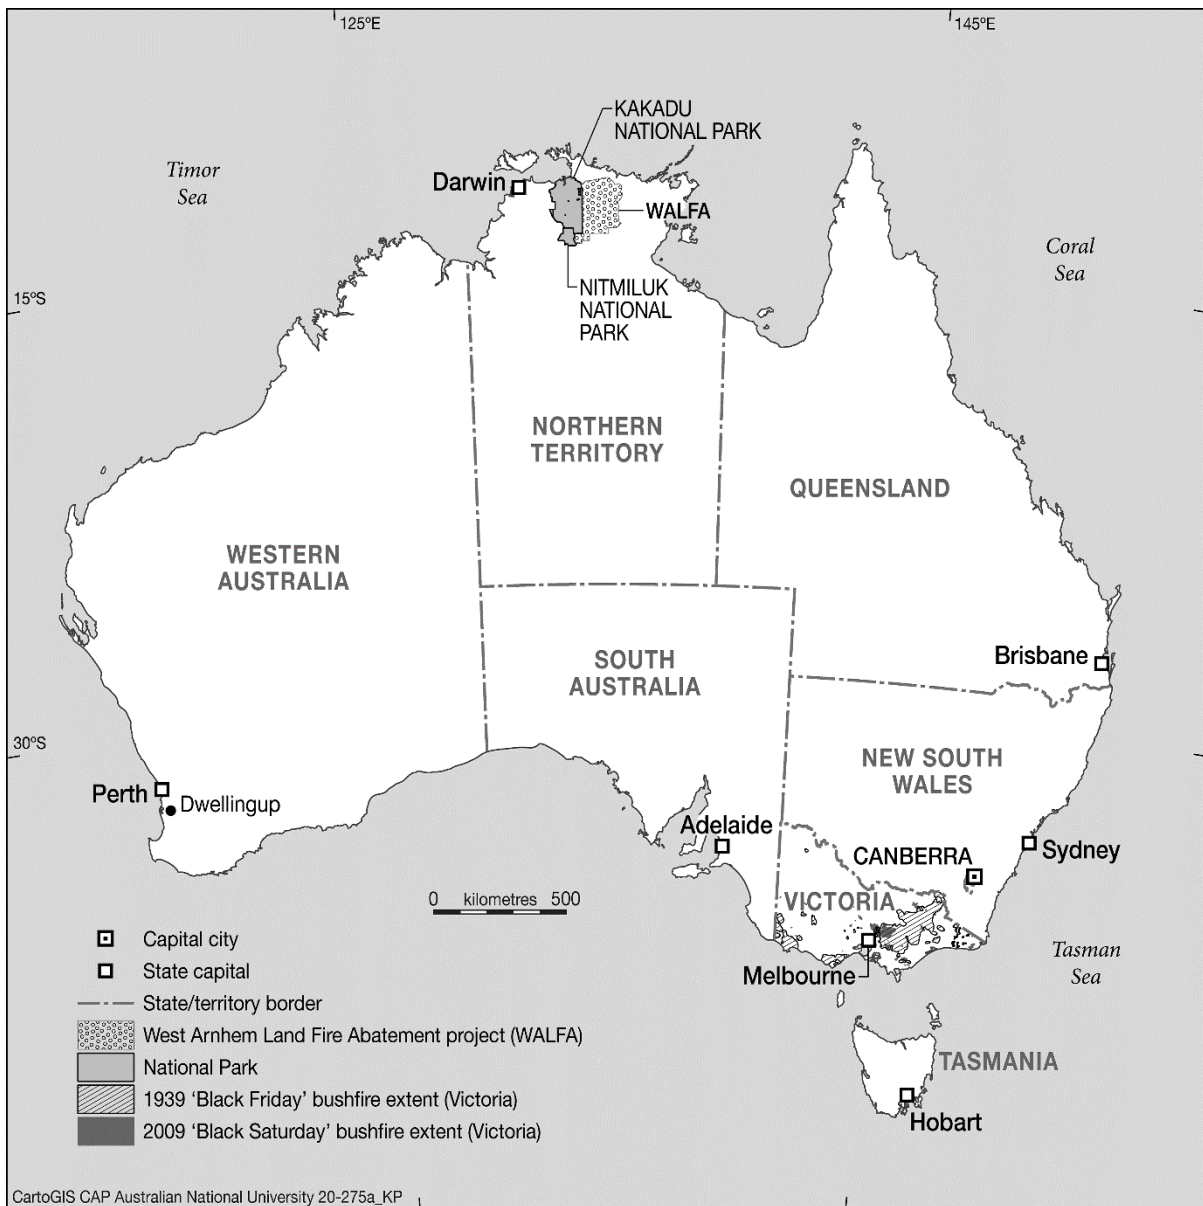 125ºE
145ºE
KAKADU
NATIONAL PARK
Timor
Sea
Darwin
WALFA
Coral
Sea
NITMILUK
NATIONAL
PARK
15ºS
NORTHERN
TERRITORY
QUEENSLAND
WESTERN
AUSTRALIA
SOUTH
AUSTRALIA
Brisbane
30ºS
NEW SOUTH
WALES
Perth
Dwellingup
Adelaide
CANBERRA
Sydney
0 kilometres 500
VICTORIA
Melbourne
Tasman
Sea
TASMANIA
Hobart
Capital city
State capital
State/territory border
West Arnhem Land Fire Abatement project (WALFA)
National Park
1939 ‘Black Friday’ bushfire extent (Victoria)
2009 ‘Black Saturday’ bushfire extent (Victoria)
CartoGIS CAP Australian National University 20-275a_KP